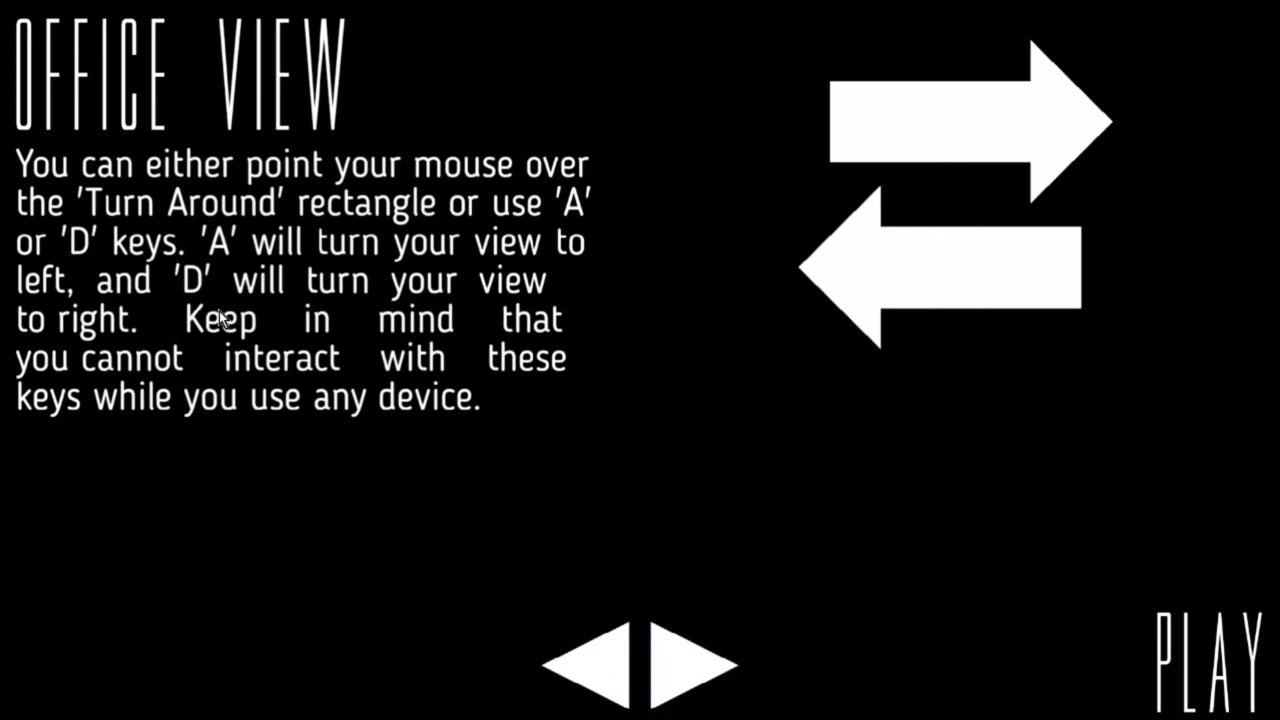 OFFICE VIEW
You can either point your mouse over
the 'Turn Around' rectangle or use 'A'
or 'D' keys. 'A' will turn your view to
left, and 'D' will turn your view
to right. Keep in mind that
you cannot interact with these
keys while you use any device.
PLAY